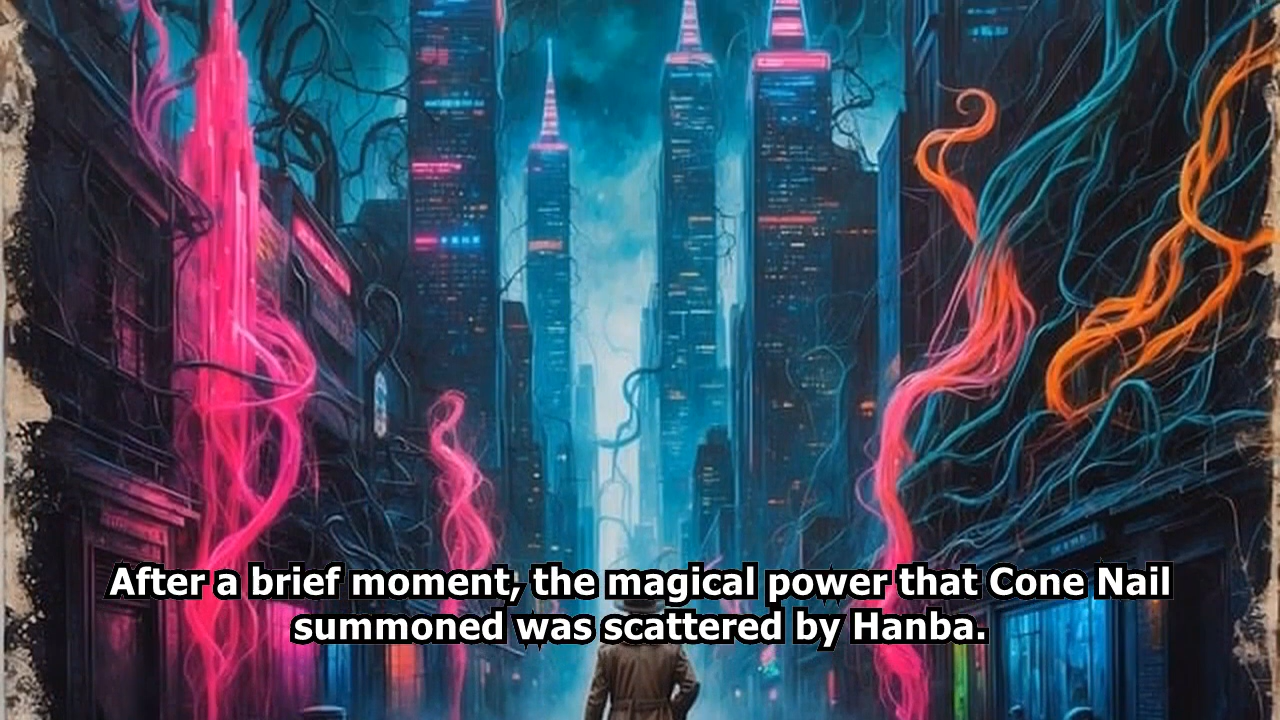 After a brief moment, the magical power that Cone Nail
summoned was scattered by Hanba.